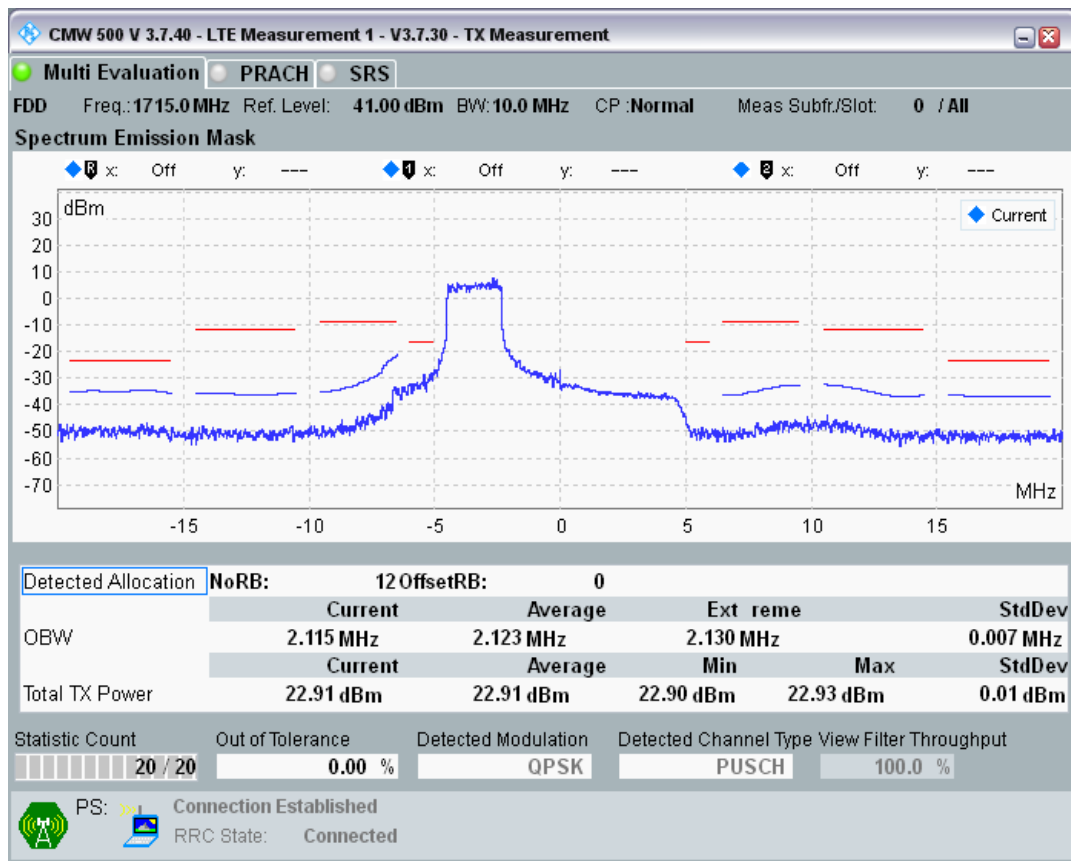 CMW 500 V 3.7.40 - LTE Measurement 1 - V3.7.30 - TX Measurement
Multi Evaluation PRACH SRS
FDD Freq.:1715.0 MHz Ref. Level: 41.00 dBm BW:10.0 MHz CP :Normal Meas Subfr./Slot: 0 / All
Spectrum Emission Mask
R x: Off y: --- 1 x: Off y: --- 2 x: Off y: ---
dBm
Current
30
20
10
0
-10
-20
-30
-40
-50
-60
-70
MHz
-15 -10 -5 0 5 10 15
Detected Allocation NoRB: 12 OffsetRB: 0
Current Average Ext reme StdDev
OBW 2.115 MHz 2.123 MHz 2.130 MHz 0.007 MHz
Current Average Min Max StdDev
Total TX Power 22.91 dBm 22.91 dBm 22.90 dBm 22.93 dBm 0.01 dBm
Statistic Count Out of Tolerance Detected Modulation Detected Channel Type View Filter Throughput
20 / 20 0.00 % QPSK PUSCH 100.0 %
PS: Connection Established
RRC State: Connected